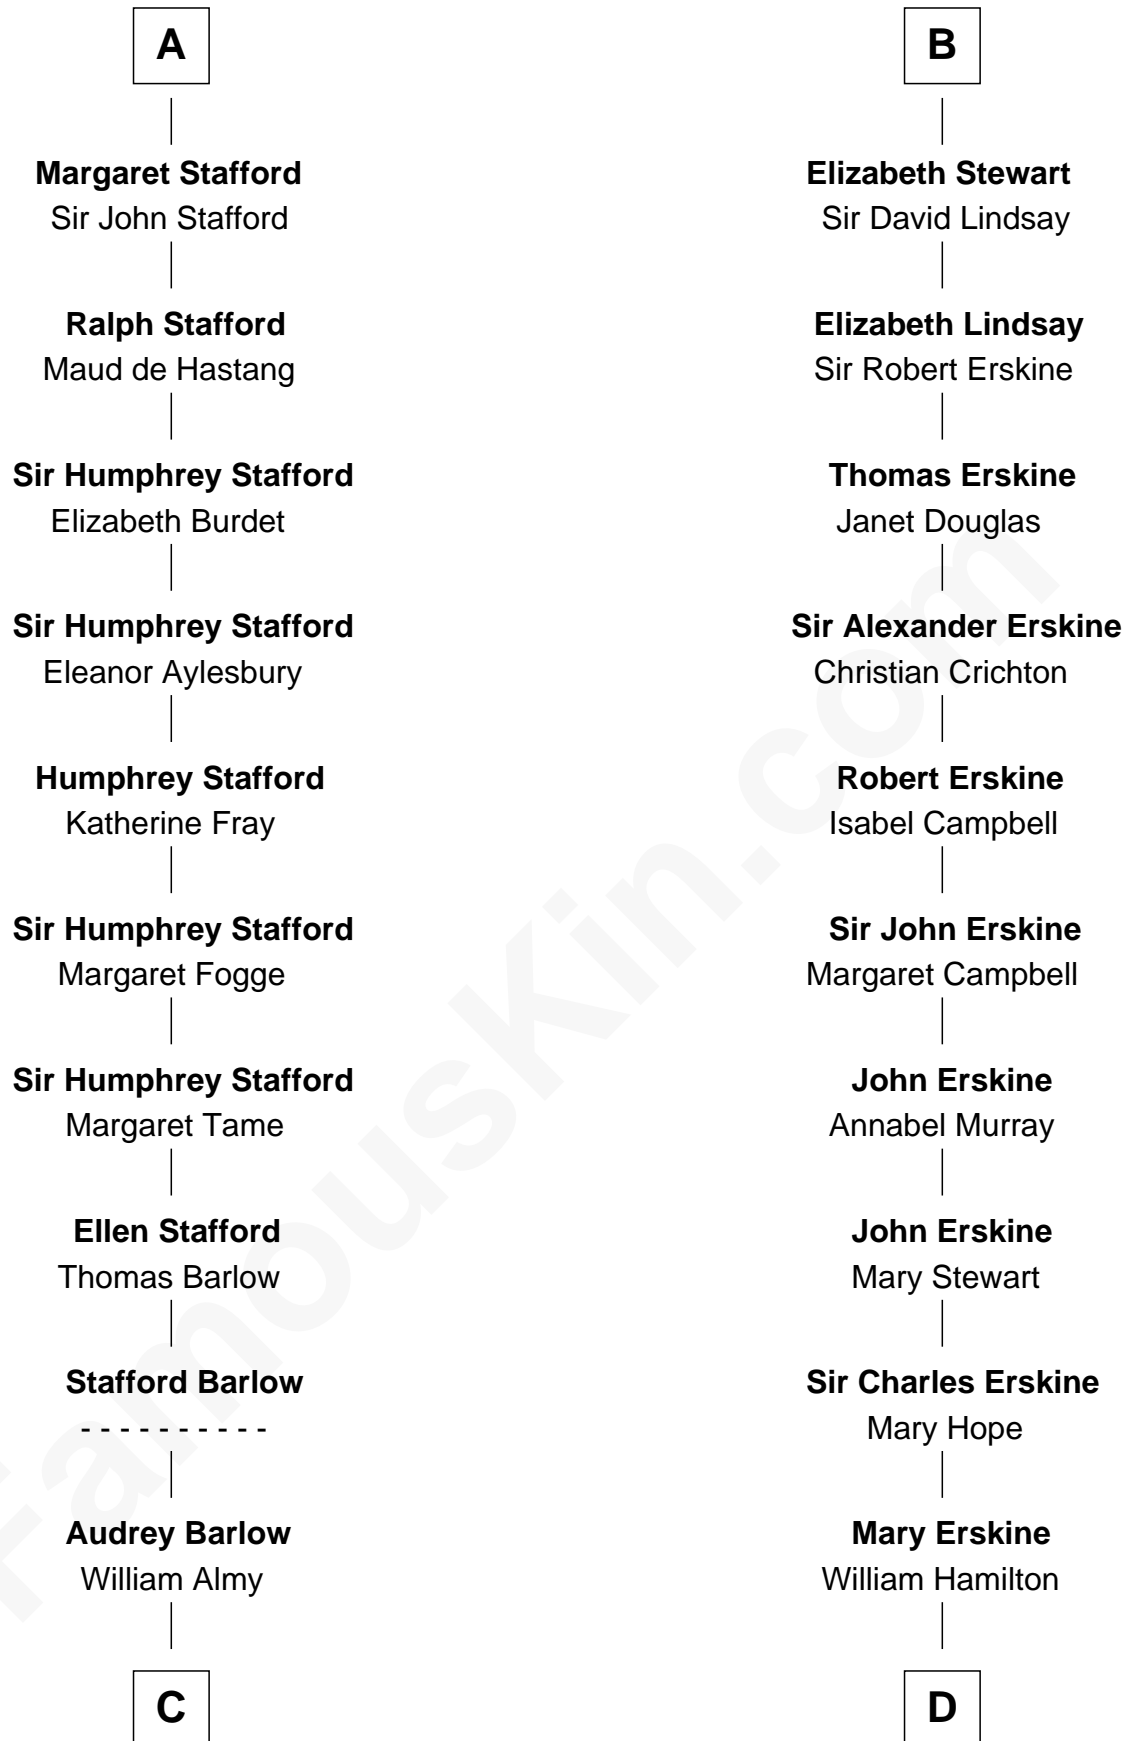 A
Margaret Stafford
Sir John Stafford
Ralph Stafford
Maud de Hastang
Sir Humphrey Stafford
Elizabeth Burdet
Sir Humphrey Stafford
Eleanor Aylesbury
Humphrey Stafford
Katherine Fray
Sir Humphrey Stafford
Margaret Fogge
Sir Humphrey Stafford
Margaret Tame
Ellen Stafford
Thomas Barlow
Stafford Barlow
- - - - - - - - - -
Audrey Barlow
William Almy
C
B
Elizabeth Stewart
Sir David Lindsay
Elizabeth Lindsay
Sir Robert Erskine
Thomas Erskine
Janet Douglas
Sir Alexander Erskine
Christian Crichton
Robert Erskine
Isabel Campbell
Sir John Erskine
Margaret Campbell
John Erskine
Annabel Murray
John Erskine
Mary Stewart
Sir Charles Erskine
Mary Hope
Mary Erskine
William Hamilton
D
FamousKin.com